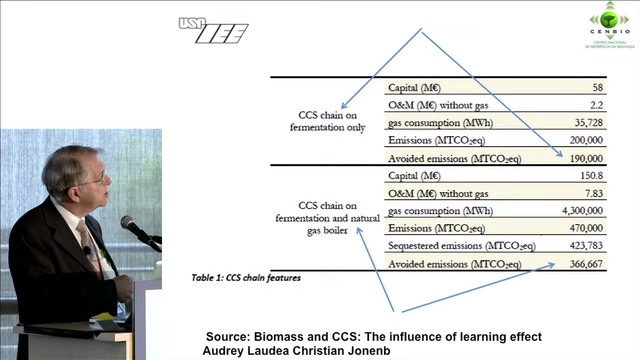 USP
IEE
CENBIO
CENTRO NACIONAL
DE REFERÊNCIA EM BIOMASSA
CCS chain on
fermentation only
Capital (M€) 58
O&M (M€) without gas 2.2
gas consumption (MWh) 35,728
Emissions (MTCO₂eq) 200,000
Avoided emissions (MTCO₂eq) 190,000
CCS chain on
fermentation and natural
gas boiler
Capital (M€) 150.8
O&M (M€) without gas 7.83
gas consumption (MWh) 4,300,000
Emissions (MTCO₂eq) 470,000
Sequestered emissions (MTCO₂eq) 423,783
Avoided emissions (MTCO₂eq) 366,667
Table 1: CCS chain features
Source: Biomass and CCS: The influence of learning effect
Audrey Laudea Christian Jonenb